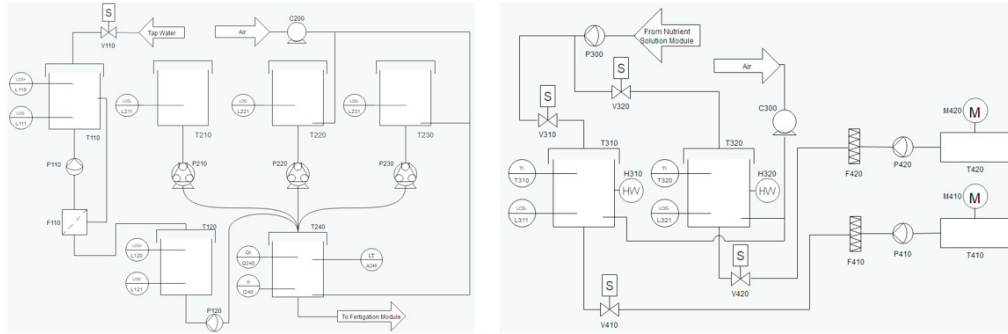 S
V110
Tap Water
Air
C200
LOS+
L110
LOS-
L111
T110
P110
F110
LOS-
L211
T210
LOS-
L221
T220
LOS-
L231
T230
P210
P220
P230
T120
LOS+
L120
LOS-
L121
P120
T240
QI
Q240
II
I240
A240
To Fertigation Module
From Nutrient
Solution Module
P300
Air
S
V320
S
V310
C300
T310
T320
TI
T310
LOS-
L311
H310
HW
TI
T320
LOS-
L321
H320
HW
M420
M
F420
P420
T420
M410
M
F410
P410
T410
S
V420
S
V410